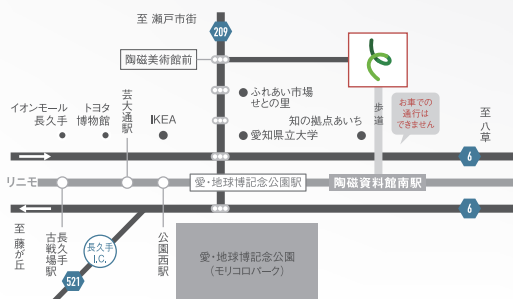 至 瀬戸市街
209
陶磁美術館前
ふれあい市場
せとの里
イオンモール
長久手
トヨタ
博物館
芸大通駅
IKEA
知の拠点あいち
愛知県立大学
歩道
お車での
通行は
できません
至 八草
6
リニモ
愛・地球博記念公園駅
陶磁資料館南駅
6
至 藤が丘
長久手
古戦場駅
長久手
I.C.
521
公園西駅
愛・地球博記念公園
(モリコロパーク)